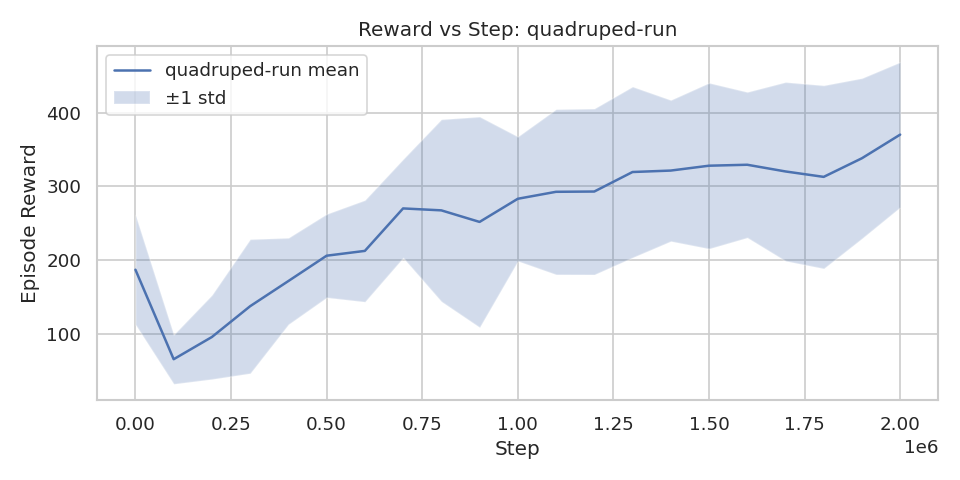 Reward vs Step: quadruped-run
quadruped-run mean
±1 std
Episode Reward
400
300
200
100
0.00 0.25 0.50 0.75 1.00 1.25 1.50 1.75 2.00
1e6
Step